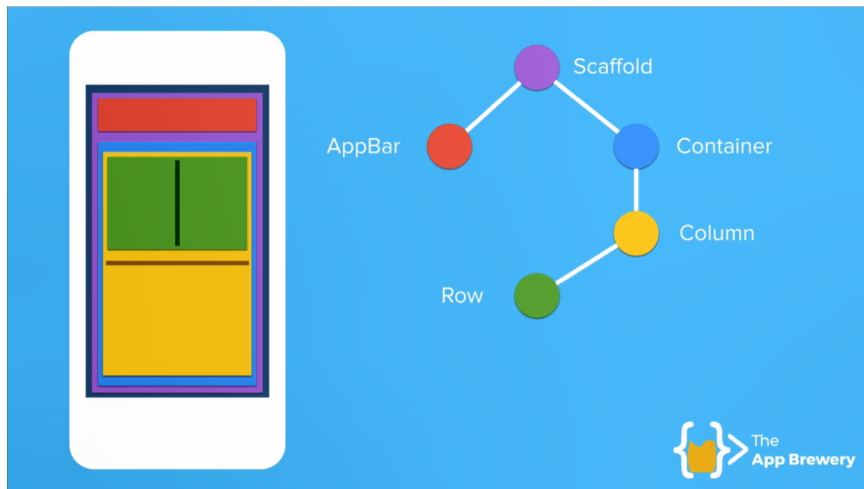 Scaffold
AppBar
Container
Column
Row
The
App Brewery